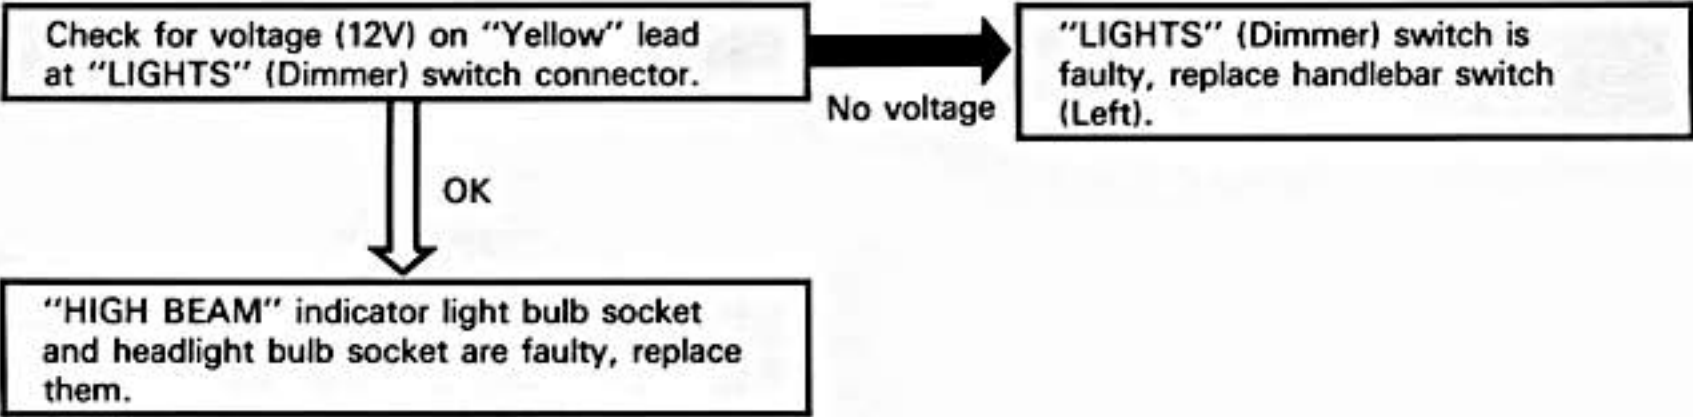 Check for voltage (12V) on “Yellow” lead
at “LIGHTS” (Dimmer) switch connector.
No voltage
“LIGHTS” (Dimmer) switch is
faulty, replace handlebar switch
(Left).
OK
“HIGH BEAM” indicator light bulb socket
and headlight bulb socket are faulty, replace
them.